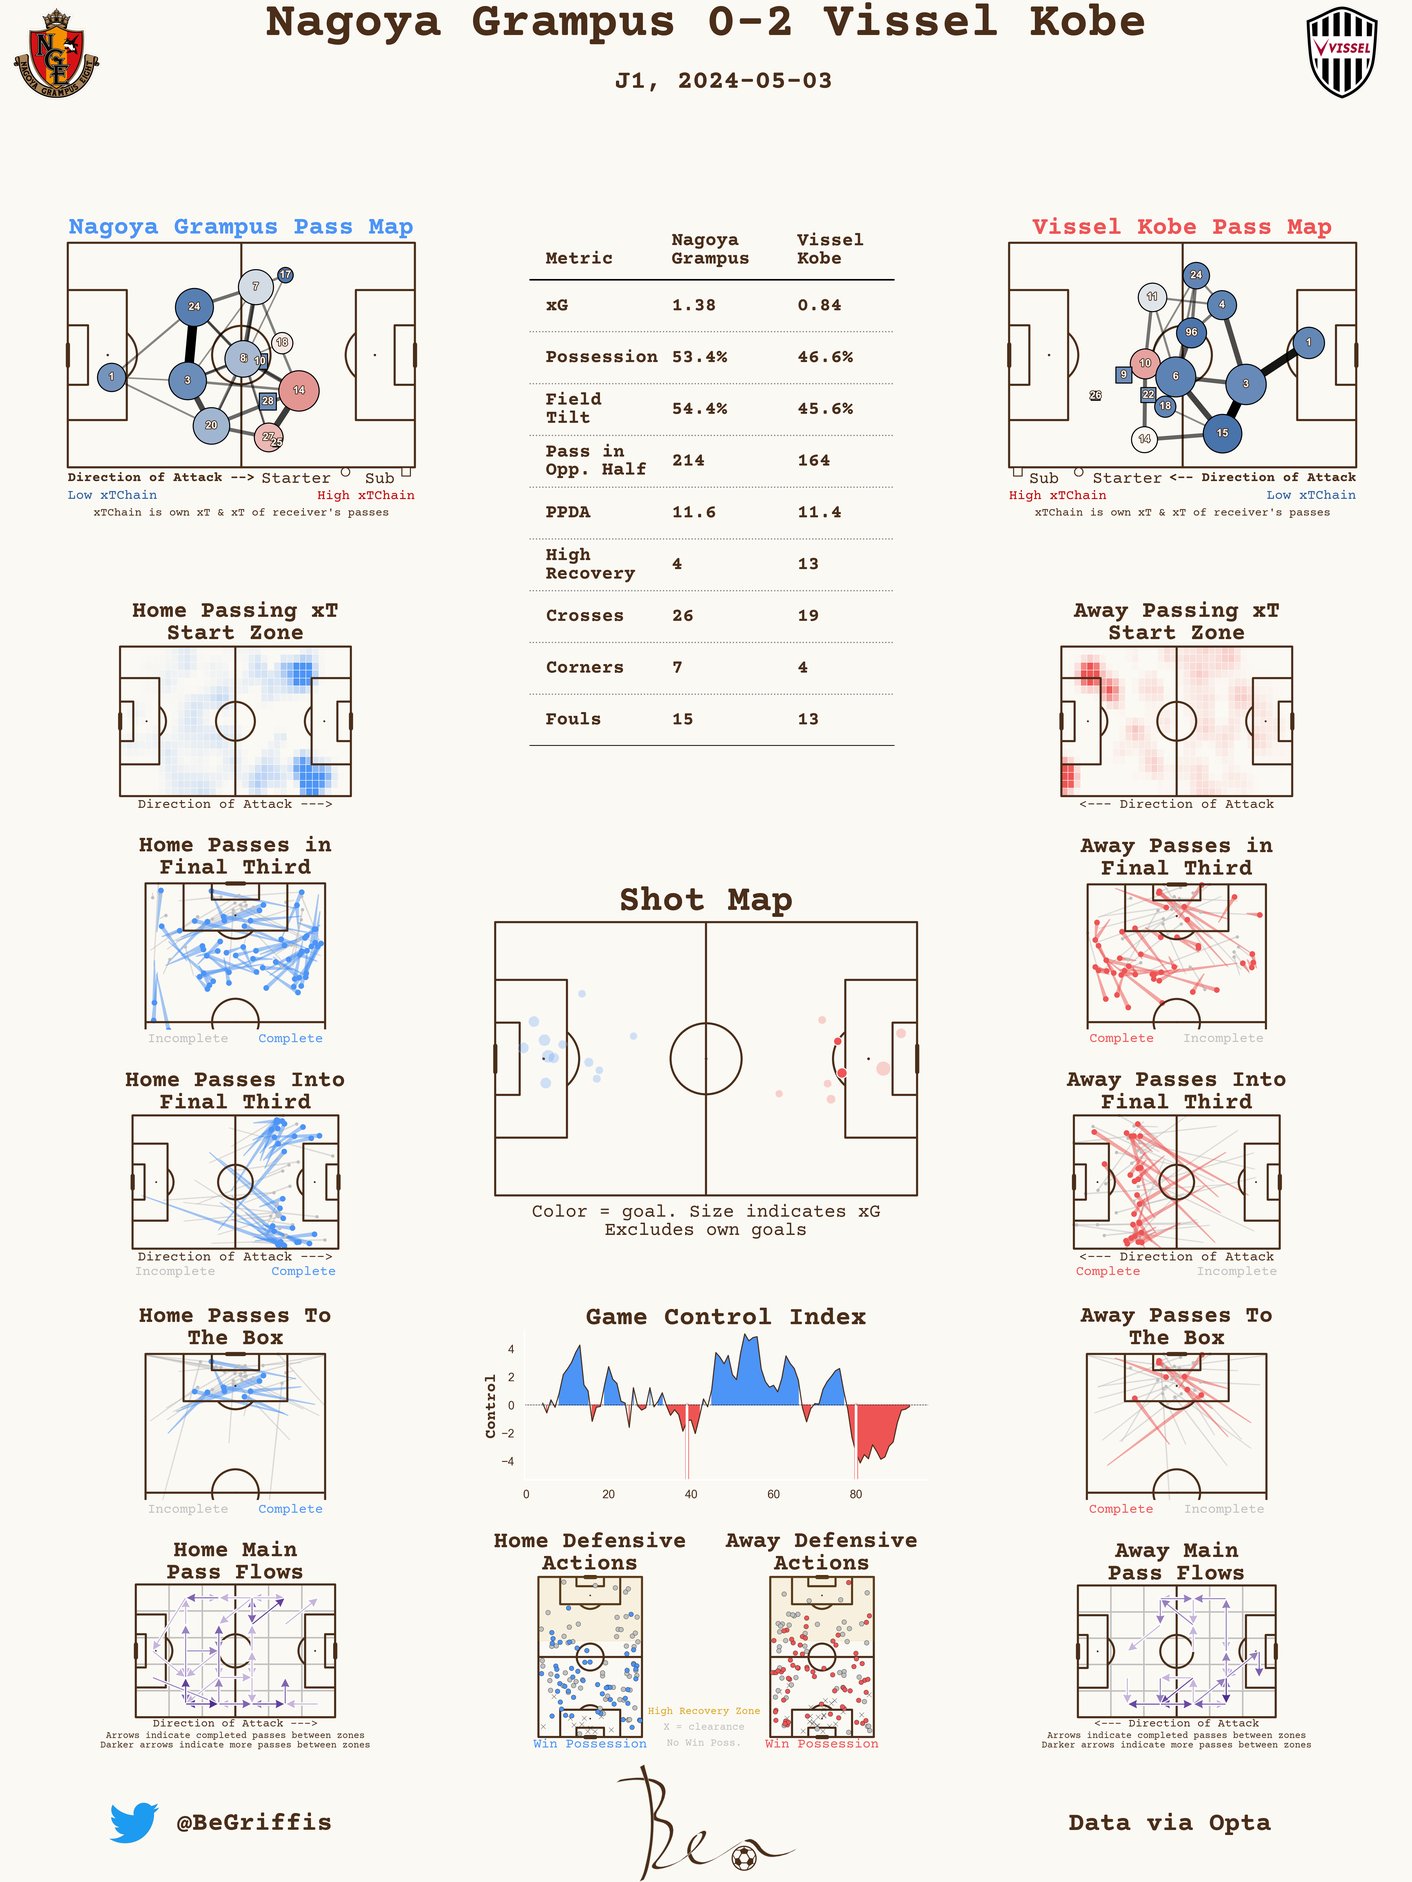 Nagoya Grampus 0-2 Vissel Kobe
J1, 2024-05-03
NAGOYA GRAMPUS EIGHT
VISSEL
Nagoya Grampus Pass Map
1
24
3
20
7
17
8
10
18
14
28
27
25
Direction of Attack --> Starter Sub
Low xTChain High xTChain
xTChain is own xT & xT of receiver's passes
Metric Nagoya Grampus Vissel Kobe
xG 1.38 0.84
Possession 53.4% 46.6%
Field Tilt 54.4% 45.6%
Pass in Opp. Half 214 164
PPDA 11.6 11.4
High Recovery 4 13
Crosses 26 19
Corners 7 4
Fouls 15 13
Vissel Kobe Pass Map
24
11
4
96
1
10
9
6
3
26
22
18
14
15
Sub Starter <-- Direction of Attack
High xTChain Low xTChain
xTChain is own xT & xT of receiver's passes
Home Passing xT
Start Zone
Direction of Attack --->
Away Passing xT
Start Zone
<--- Direction of Attack
Home Passes in
Final Third
Incomplete Complete
Away Passes in
Final Third
Complete Incomplete
Shot Map
Color = goal. Size indicates xG
Excludes own goals
Home Passes Into
Final Third
Direction of Attack --->
Incomplete Complete
Away Passes Into
Final Third
<--- Direction of Attack
Complete Incomplete
Home Passes To
The Box
Incomplete Complete
Game Control Index
Control
4
2
0
−2
−4
0 20 40 60 80
Away Passes To
The Box
Complete Incomplete
Home Main
Pass Flows
Direction of Attack --->
Arrows indicate completed passes between zones
Darker arrows indicate more passes between zones
Home Defensive
Actions
Win Possession
Away Defensive
Actions
Win Possession
High Recovery Zone
X = clearance
No Win Poss.
Away Main
Pass Flows
<--- Direction of Attack
Arrows indicate completed passes between zones
Darker arrows indicate more passes between zones
@BeGriffis
Ben
Data via Opta